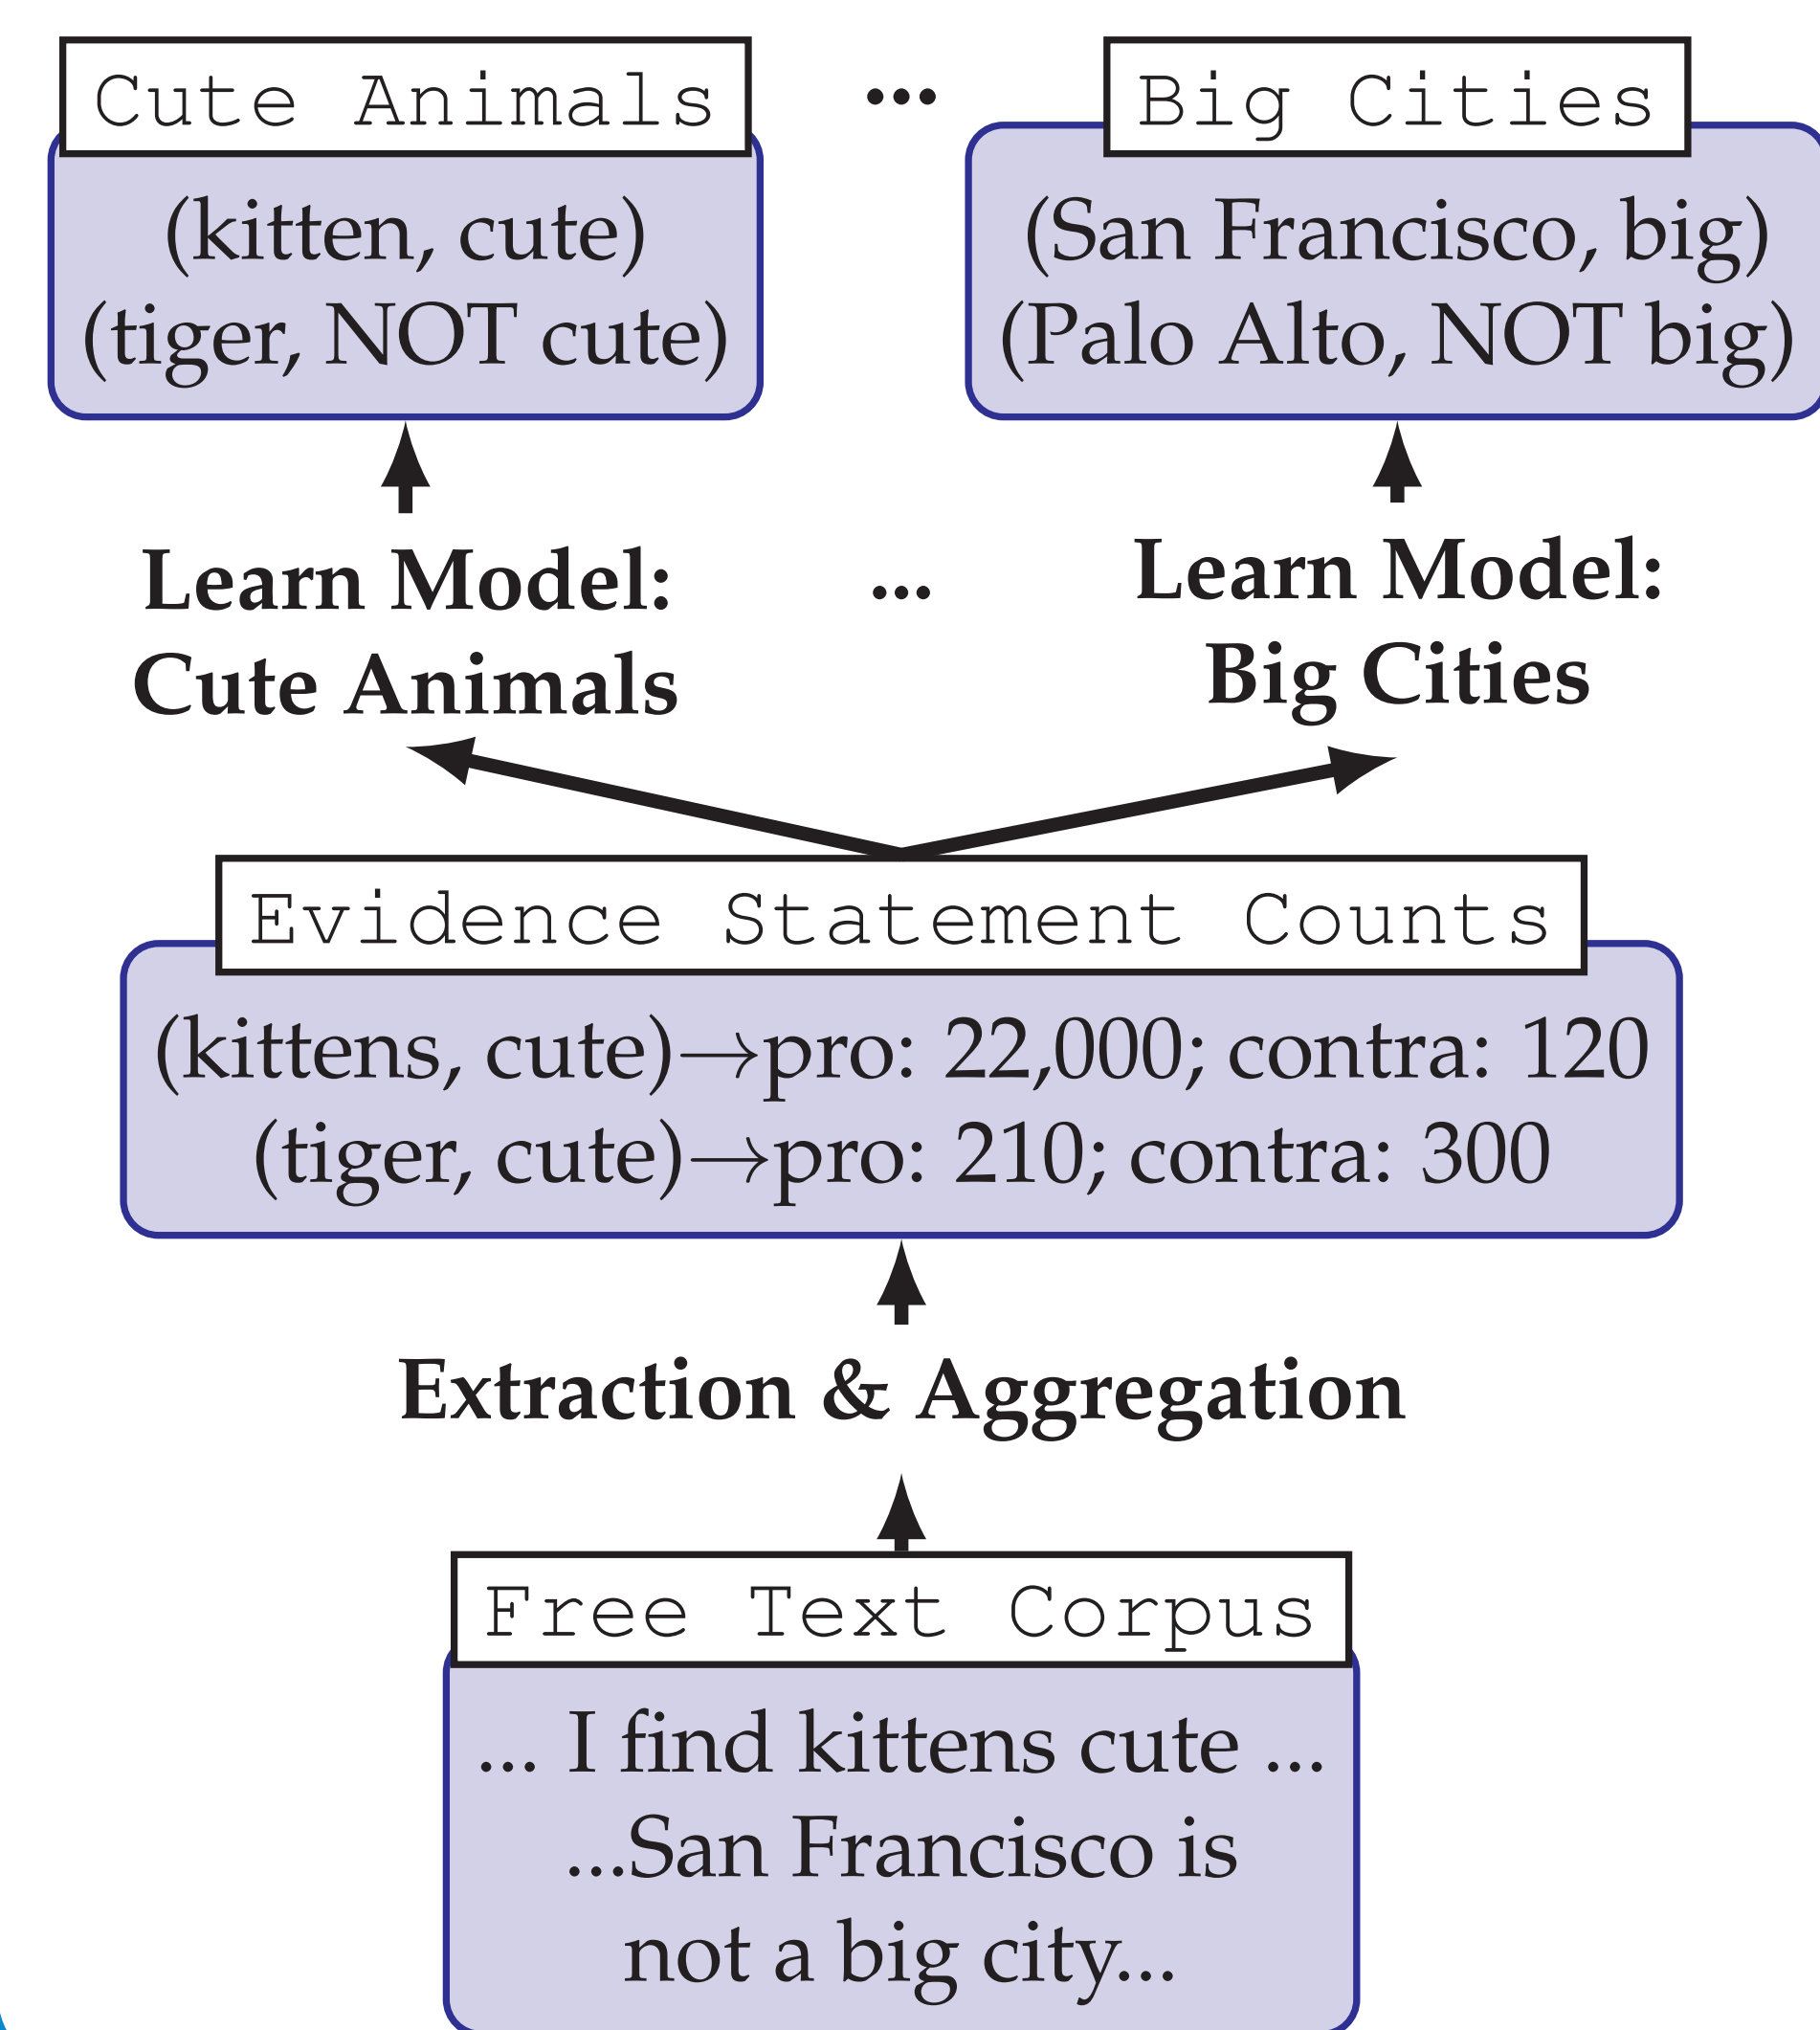 Cute Animals ... Big Cities
(kitten, cute)
(tiger, NOT cute)
(San Francisco, big)
(Palo Alto, NOT big)
Learn Model:
Cute Animals
...
Learn Model:
Big Cities
Evidence Statement Counts
(kittens, cute)→pro: 22,000; contra: 120
(tiger, cute)→pro: 210; contra: 300
Extraction & Aggregation
Free Text Corpus
... I find kittens cute ...
...San Francisco is
not a big city...